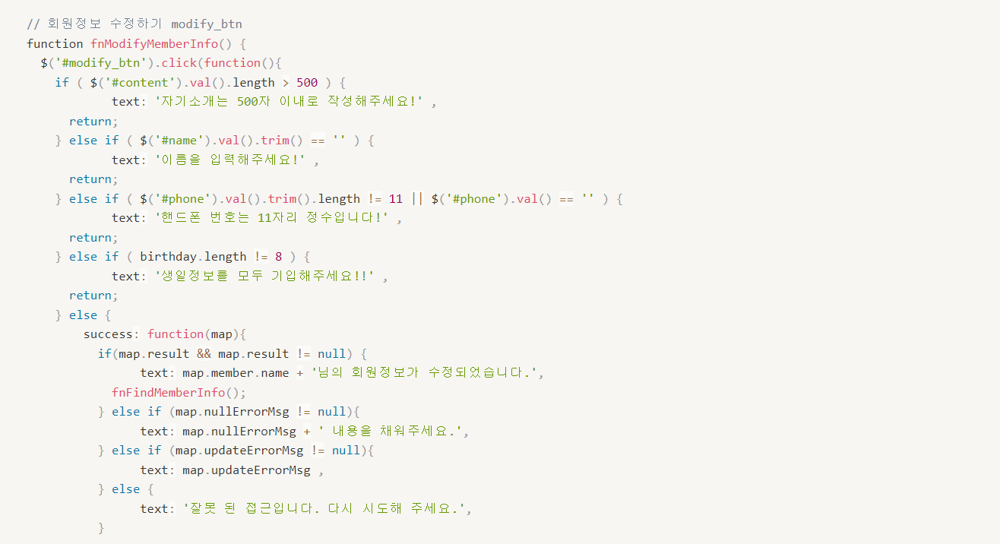 // 회원정보 수정하기 modify_btn
function fnModifyMemberInfo() {
$('#modify_btn').click(function(){
if ( $('#content').val().length > 500 ) {
text: '자기소개는 500자 이내로 작성해주세요!' ,
return;
} else if ( $('#name').val().trim() == '' ) {
text: '이름을 입력해주세요!' ,
return;
} else if ( $('#phone').val().trim().length != 11 || $('#phone').val() == '' ) {
text: '핸드폰 번호는 11자리 정수입니다!' ,
return;
} else if ( birthday.length != 8 ) {
text: '생일정보를 모두 기입해주세요!!' ,
return;
} else {
success: function(map){
if(map.result && map.result != null) {
text: map.member.name + '님의 회원정보가 수정되었습니다.',
fnFindMemberInfo();
} else if (map.nullErrorMsg != null){
text: map.nullErrorMsg + ' 내용을 채워주세요.',
} else if (map.updateErrorMsg != null){
text: map.updateErrorMsg ,
} else {
text: '잘못 된 접근입니다. 다시 시도해 주세요.',
}